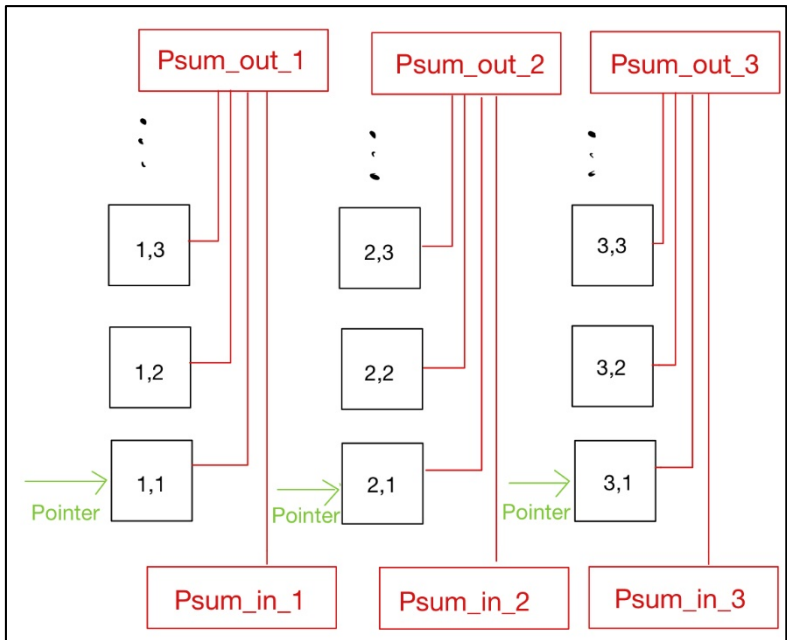 Psum_out_1 Psum_out_2 Psum_out_3
1,3 2,3 3,3
1,2 2,2 3,2
1,1 2,1 3,1
Pointer Pointer Pointer
Psum_in_1 Psum_in_2 Psum_in_3